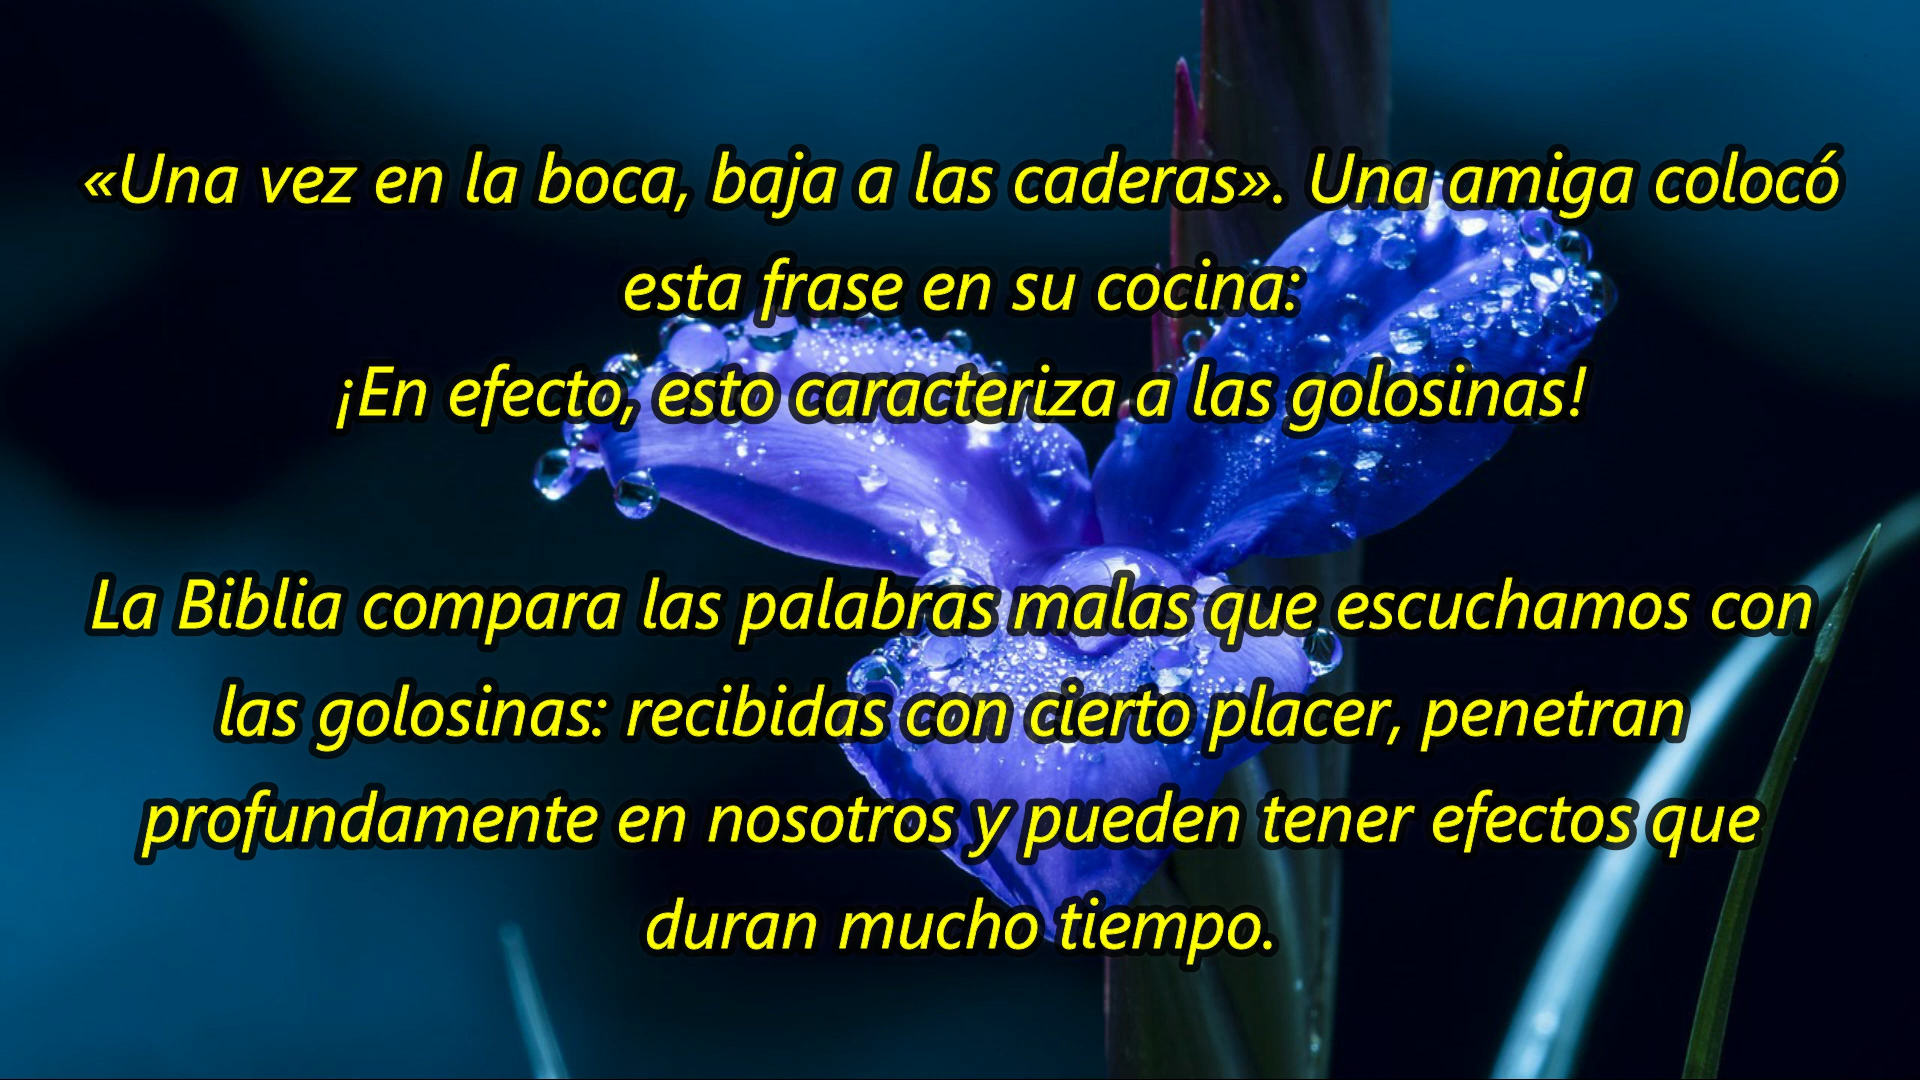 «Una vez en la boca, baja a las caderas». Una amiga colocó
esta frase en su cocina:
¡En efecto, esto caracteriza a las golosinas!
La Biblia compara las palabras malas que escuchamos con
las golosinas: recibidas con cierto placer, penetran
profundamente en nosotros y pueden tener efectos que
duran mucho tiempo.